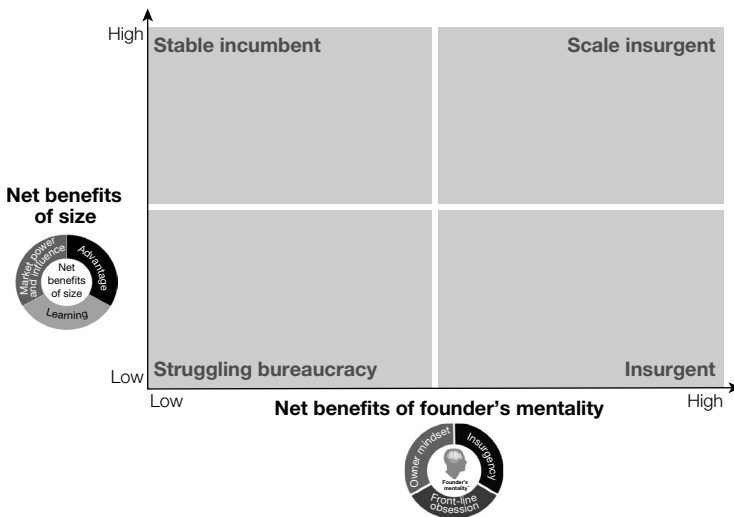 High
Stable incumbent
Scale insurgent
Net benefits
of size
Market power
and influence
Advantage
Learning
Net
benefits
of size
Struggling bureaucracy
Insurgent
Low
Low
Net benefits of founder’s mentality
High
Owner mindset
Insurgency
Front-line
obsession
Founder’s
mentality™